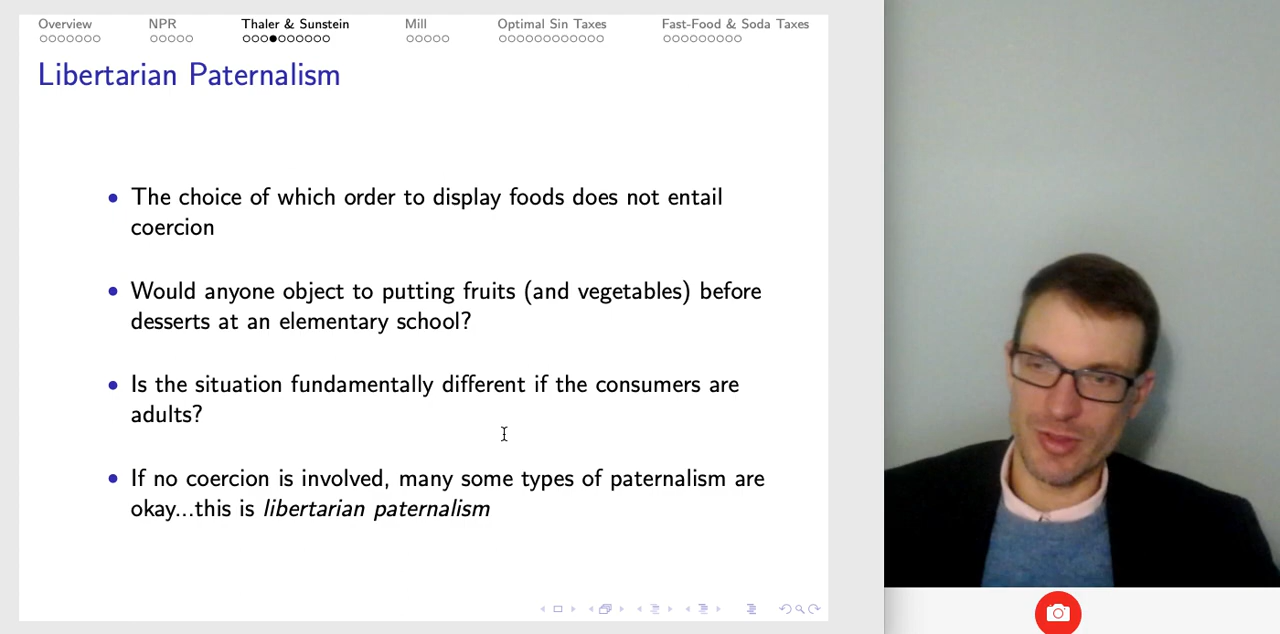 Overview NPR Thaler & Sunstein Mill Optimal Sin Taxes Fast-Food & Soda Taxes
Libertarian Paternalism
• The choice of which order to display foods does not entail
coercion
• Would anyone object to putting fruits (and vegetables) before
desserts at an elementary school?
• Is the situation fundamentally different if the consumers are
adults?
• If no coercion is involved, many some types of paternalism are
okay...this is libertarian paternalism